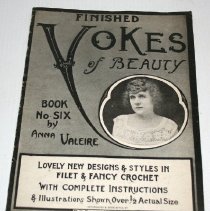 FINISHED
YOKES
of BEAUTY
BOOK
No. SIX
by
ANNA VALEIRE
LOVELY NEW DESIGNS & STYLES IN
FILET & FANCY CROCHET
WITH COMPLETE INSTRUCTIONS
& Illustrations Shown Over ½ Actual Size